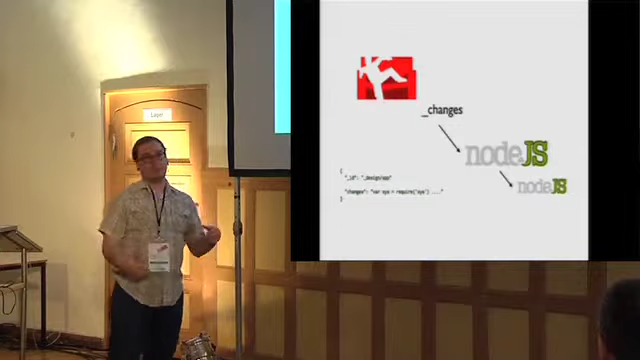 _changes
nodeJS
nodeJS
{
"_id": "_design/app"
"changes": "var sys = require('sys') ...."
}